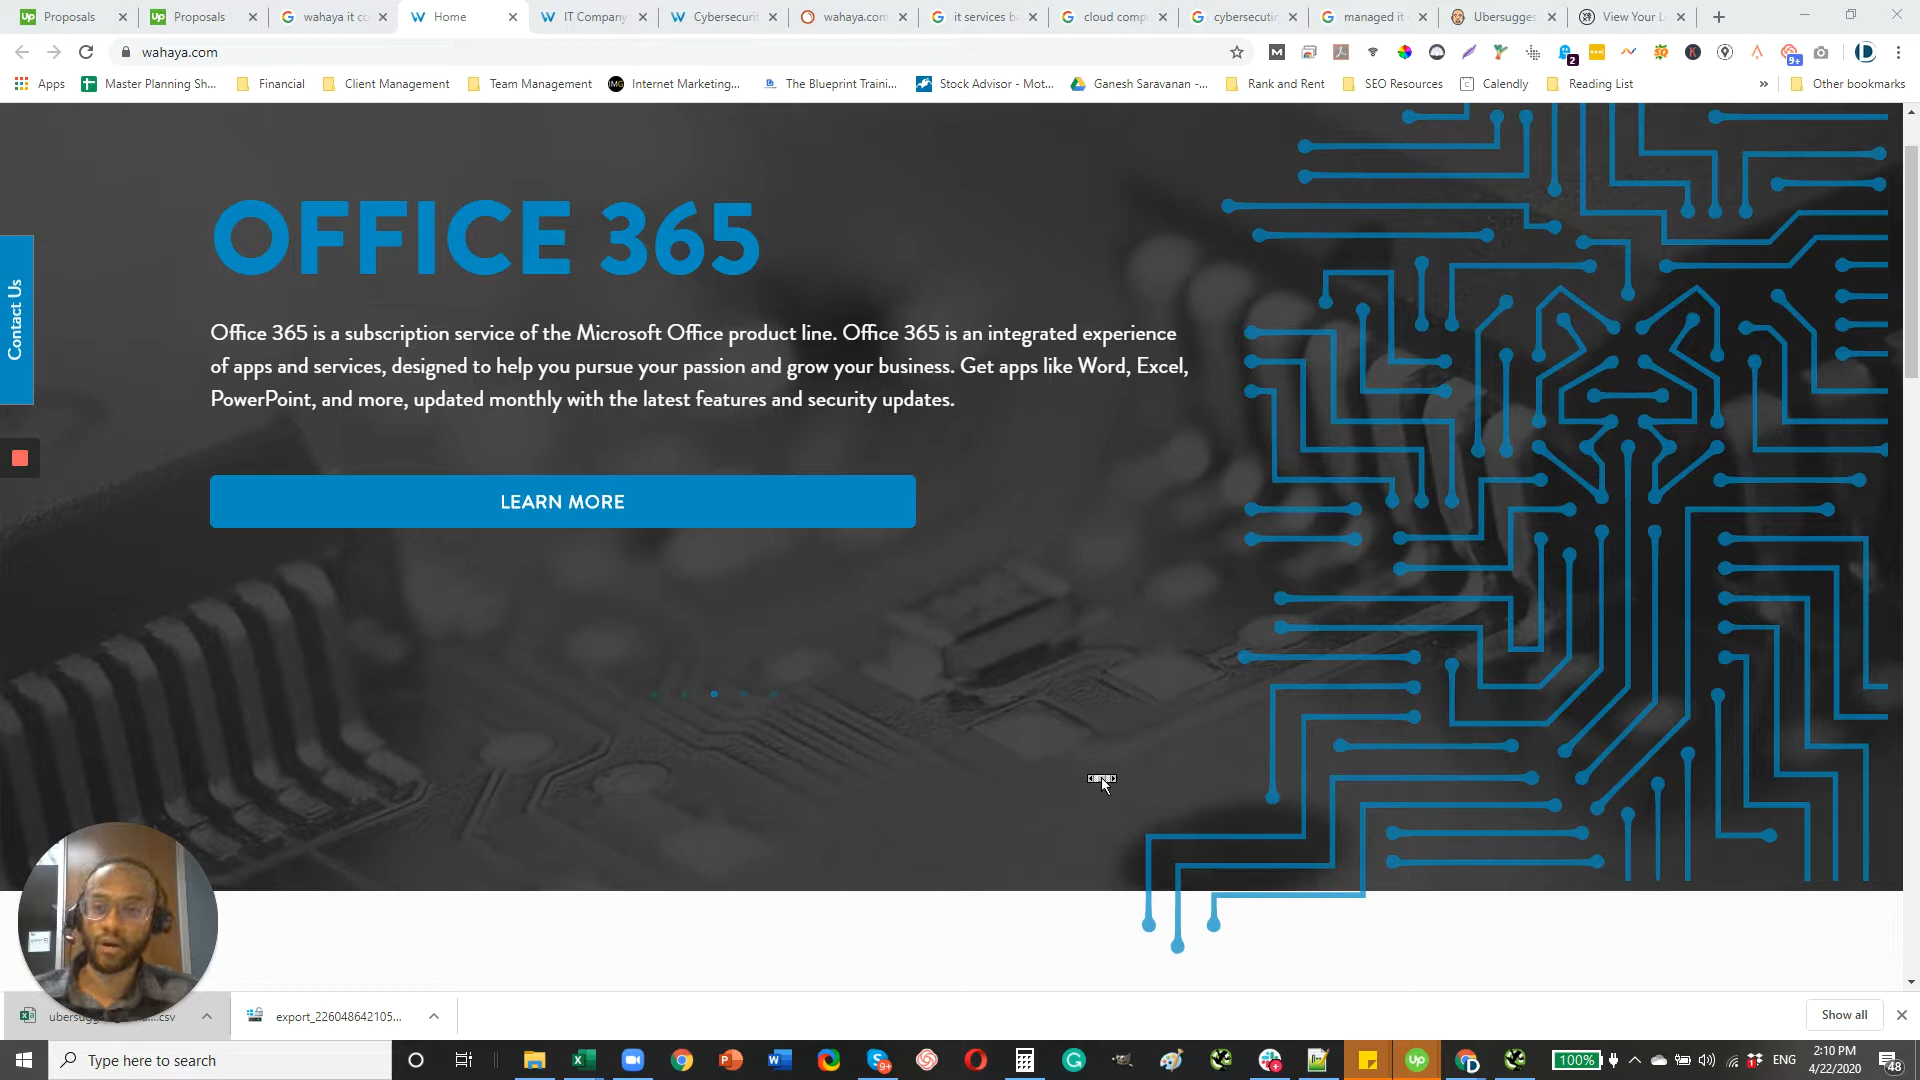 Proposals
Proposals
wahaya it co
Home
IT Company
Cybersecurit
wahaya.com
it services b
cloud comp
cybersecuti
managed it
Ubersugges
View Your L
wahaya.com
Apps
Master Planning Sh...
Financial
Client Management
Team Management
Internet Marketing...
The Blueprint Traini...
Stock Advisor - Mot...
Ganesh Saravanan -...
Rank and Rent
SEO Resources
Calendly
Reading List
Other bookmarks
OFFICE 365
Office 365 is a subscription service of the Microsoft Office product line. Office 365 is an integrated experience
of apps and services, designed to help you pursue your passion and grow your business. Get apps like Word, Excel,
PowerPoint, and more, updated monthly with the latest features and security updates.
Contact Us
LEARN MORE
export_226048642105...
Show all
Type here to search
100%
ENG
2:10 PM
4/22/2020
48